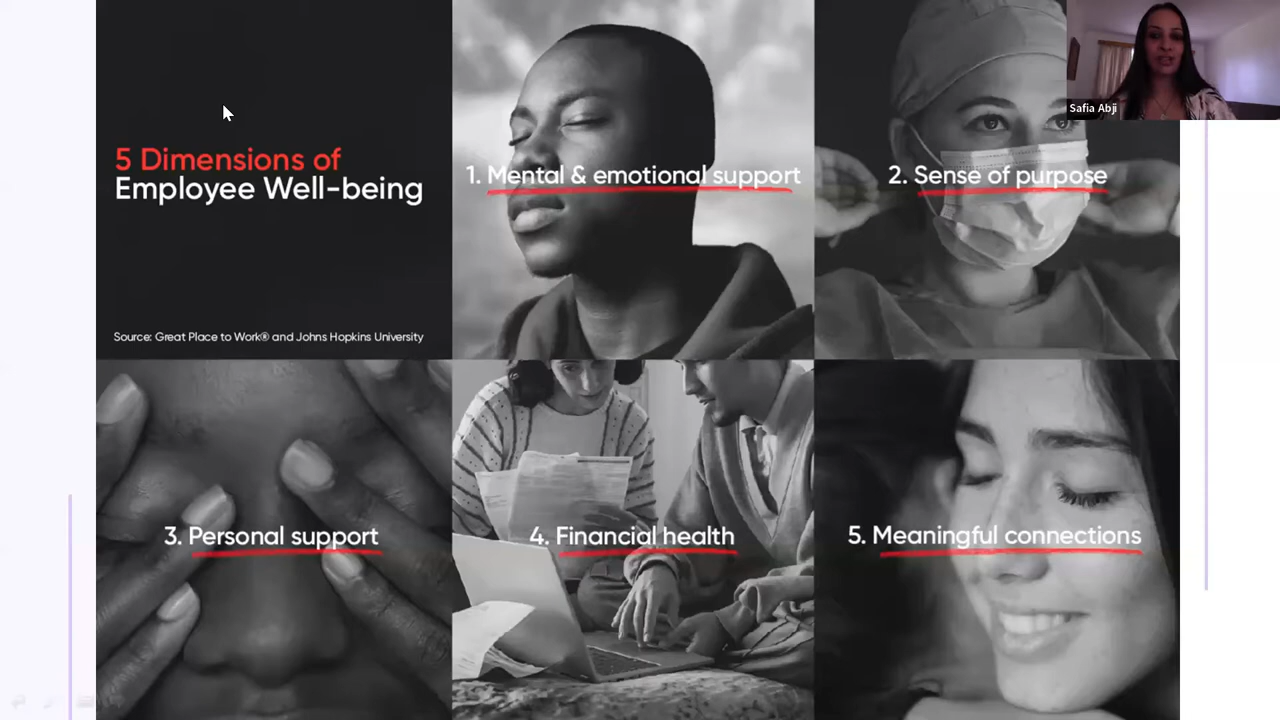 5 Dimensions of
Employee Well-being
Source: Great Place to Work® and Johns Hopkins University
1. Mental & emotional support
2. Sense of purpose
Safia Abji
3. Personal support
4. Financial health
5. Meaningful connections